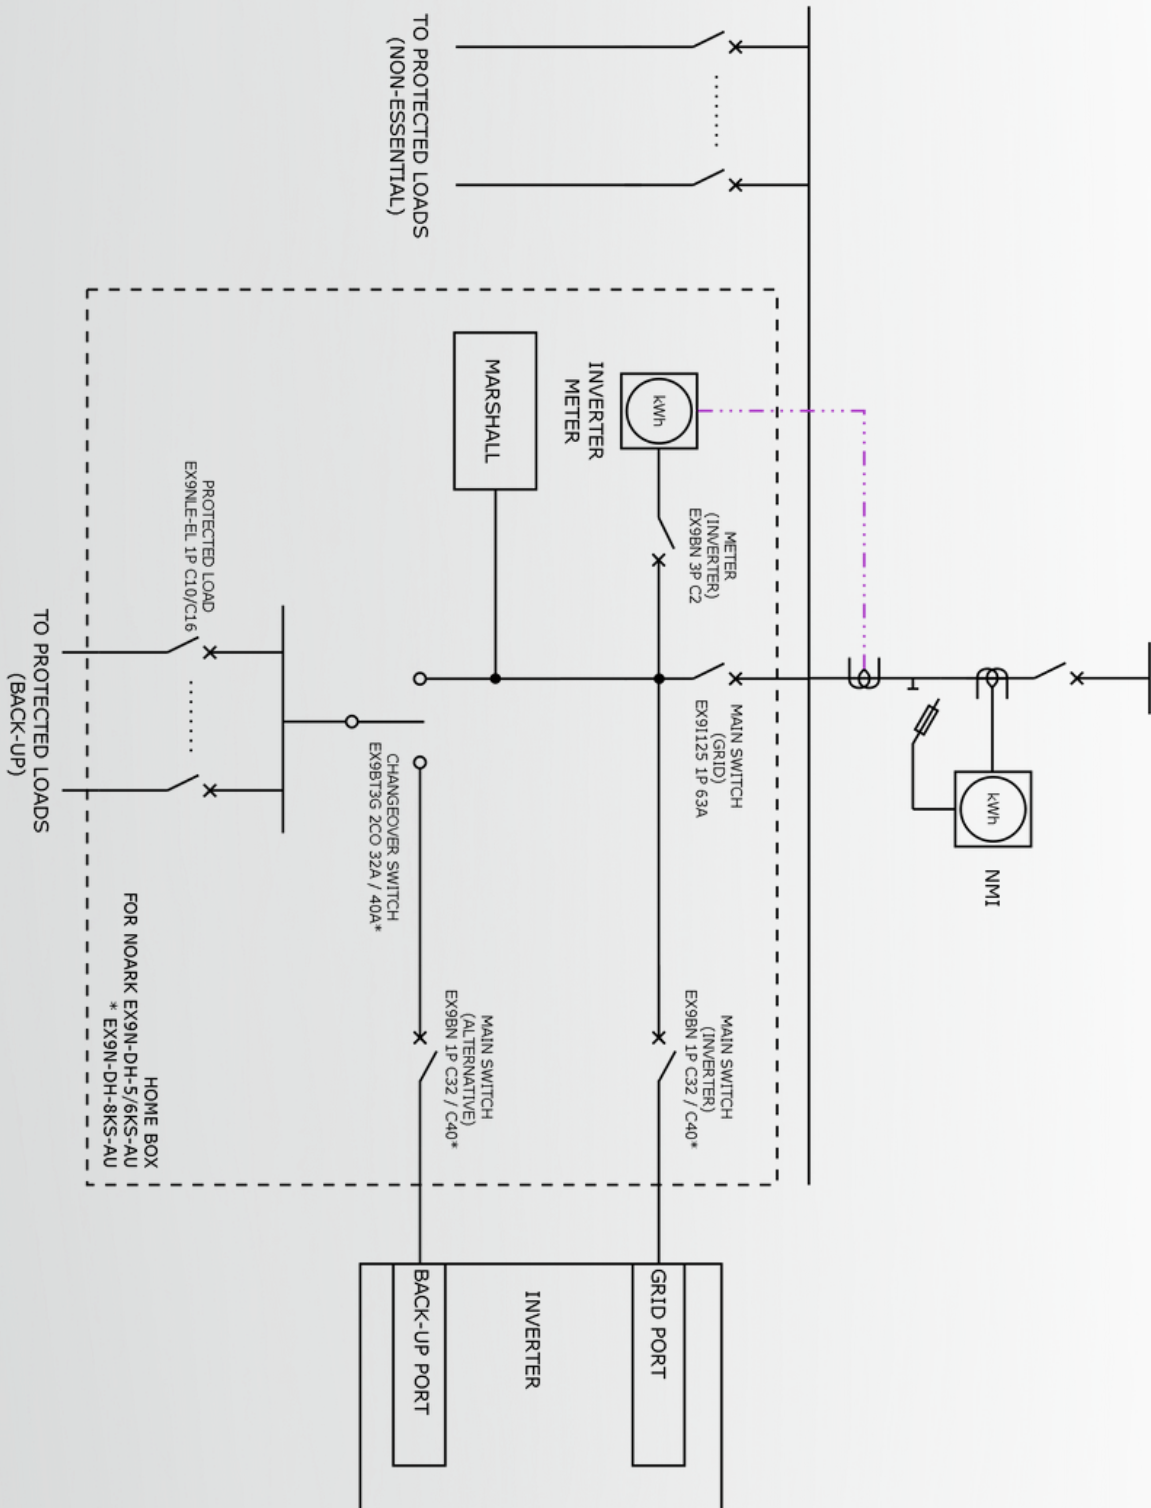 kWh
NMI
MAIN SWITCH
(GRID)
EX9I125 1P 63A
METER
(INVERTER)
EX9BN 3P C2
MAIN SWITCH
(INVERTER)
EX9BN 1P C32 / C40*
kWh
INVERTER
METER
GRID PORT
INVERTER
MARSHALL
MAIN SWITCH
(ALTERNATIVE)
EX9BN 1P C32 / C40*
BACK-UP PORT
TO PROTECTED LOADS
(NON-ESSENTIAL)
CHANGEOVER SWITCH
EX9BT3G 2CO 32A / 40A*
PROTECTED LOAD
EX9NLE-EL 1P C10/C16
HOME BOX
FOR NOARK EX9N-DH-5/6KS-AU
* EX9N-DH-8KS-AU
TO PROTECTED LOADS
(BACK-UP)